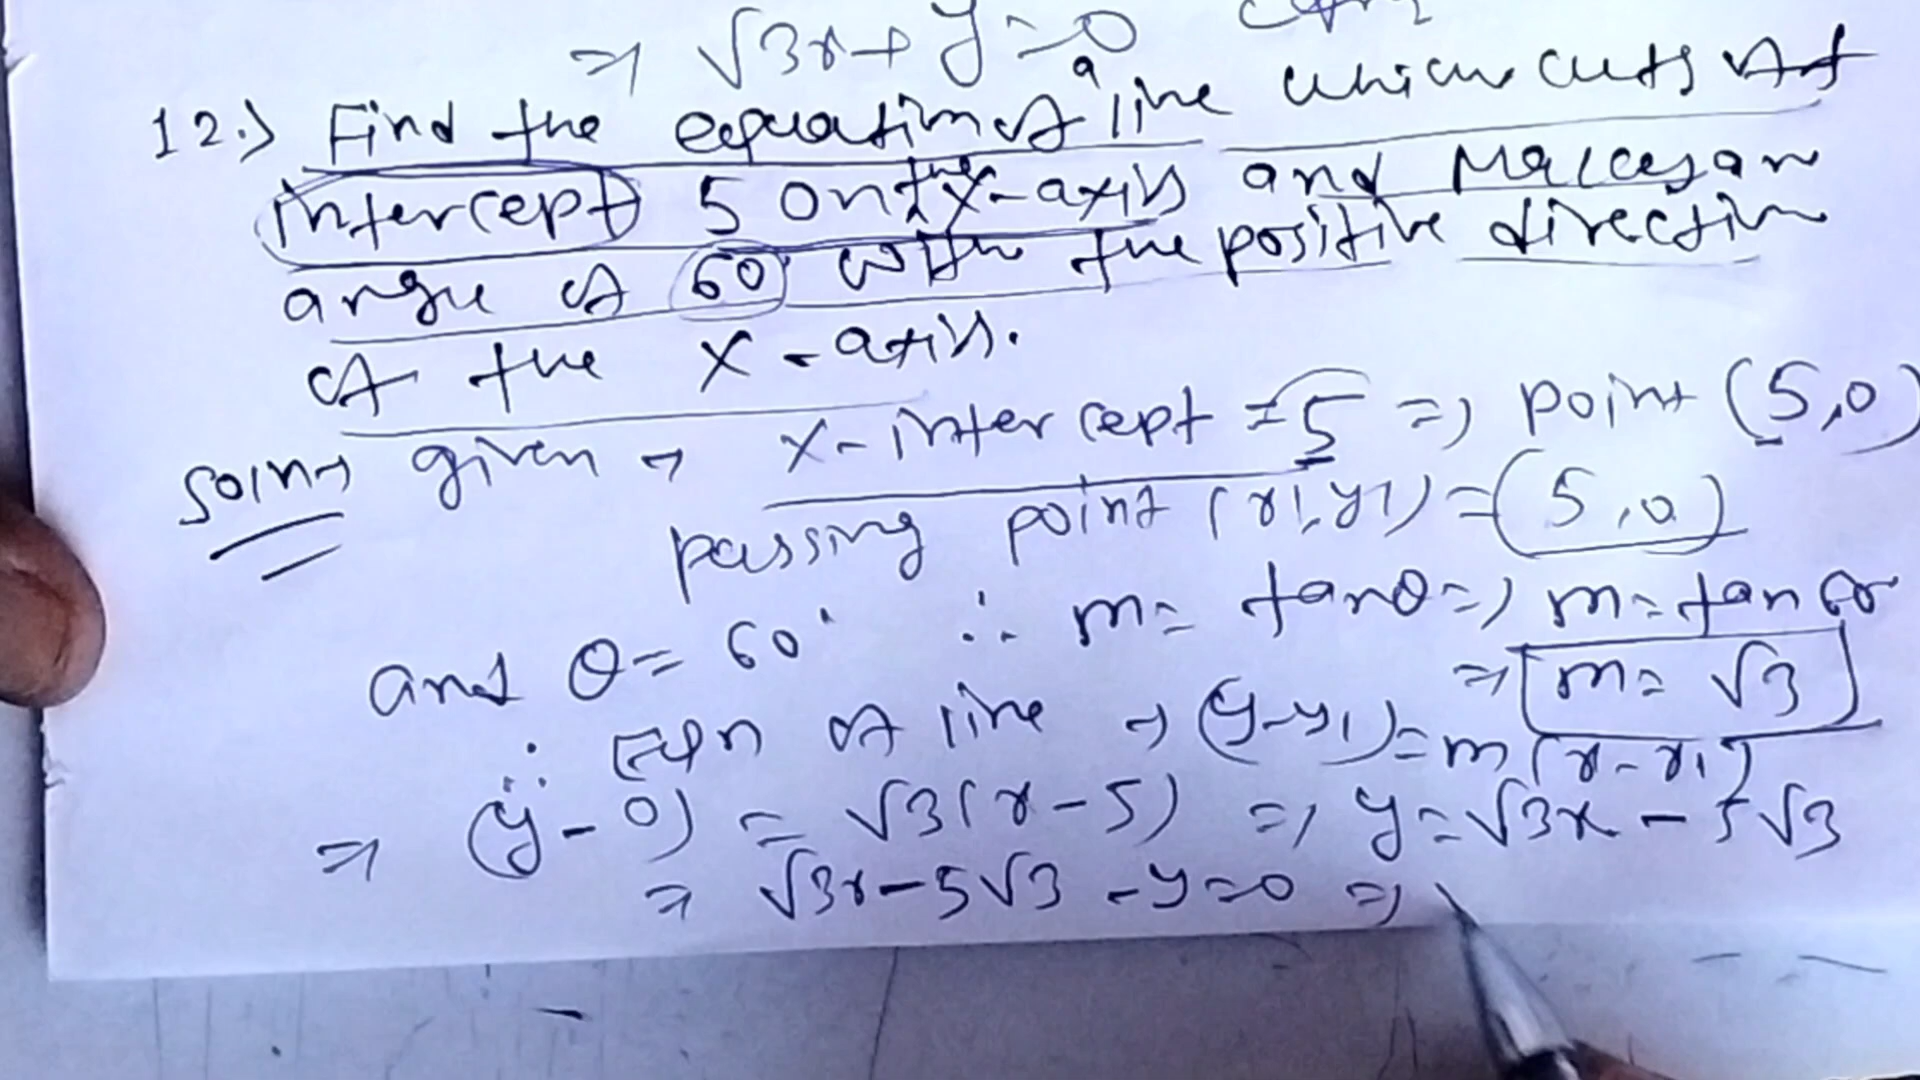 ⇒ √3x + y = 0
12.) Find the equation of a line which cuts off
intercept 5 on the x-axis and makes an
angle of 60° with the positive direction
of the x-axis.
Soln→ given → x-intercept = 5 ⇒ point (5,0)
passing point (x1,y1) = (5,0)
and θ = 60° ∴ m = tanθ ⇒ m = tan 60°
⇒ m = √3
∴ Eqn of line → (y-y1) = m(x-x1)
⇒ (y-0) = √3(x-5) ⇒ y = √3x - 5√3
⇒ √3x - 5√3 - y = 0 ⇒